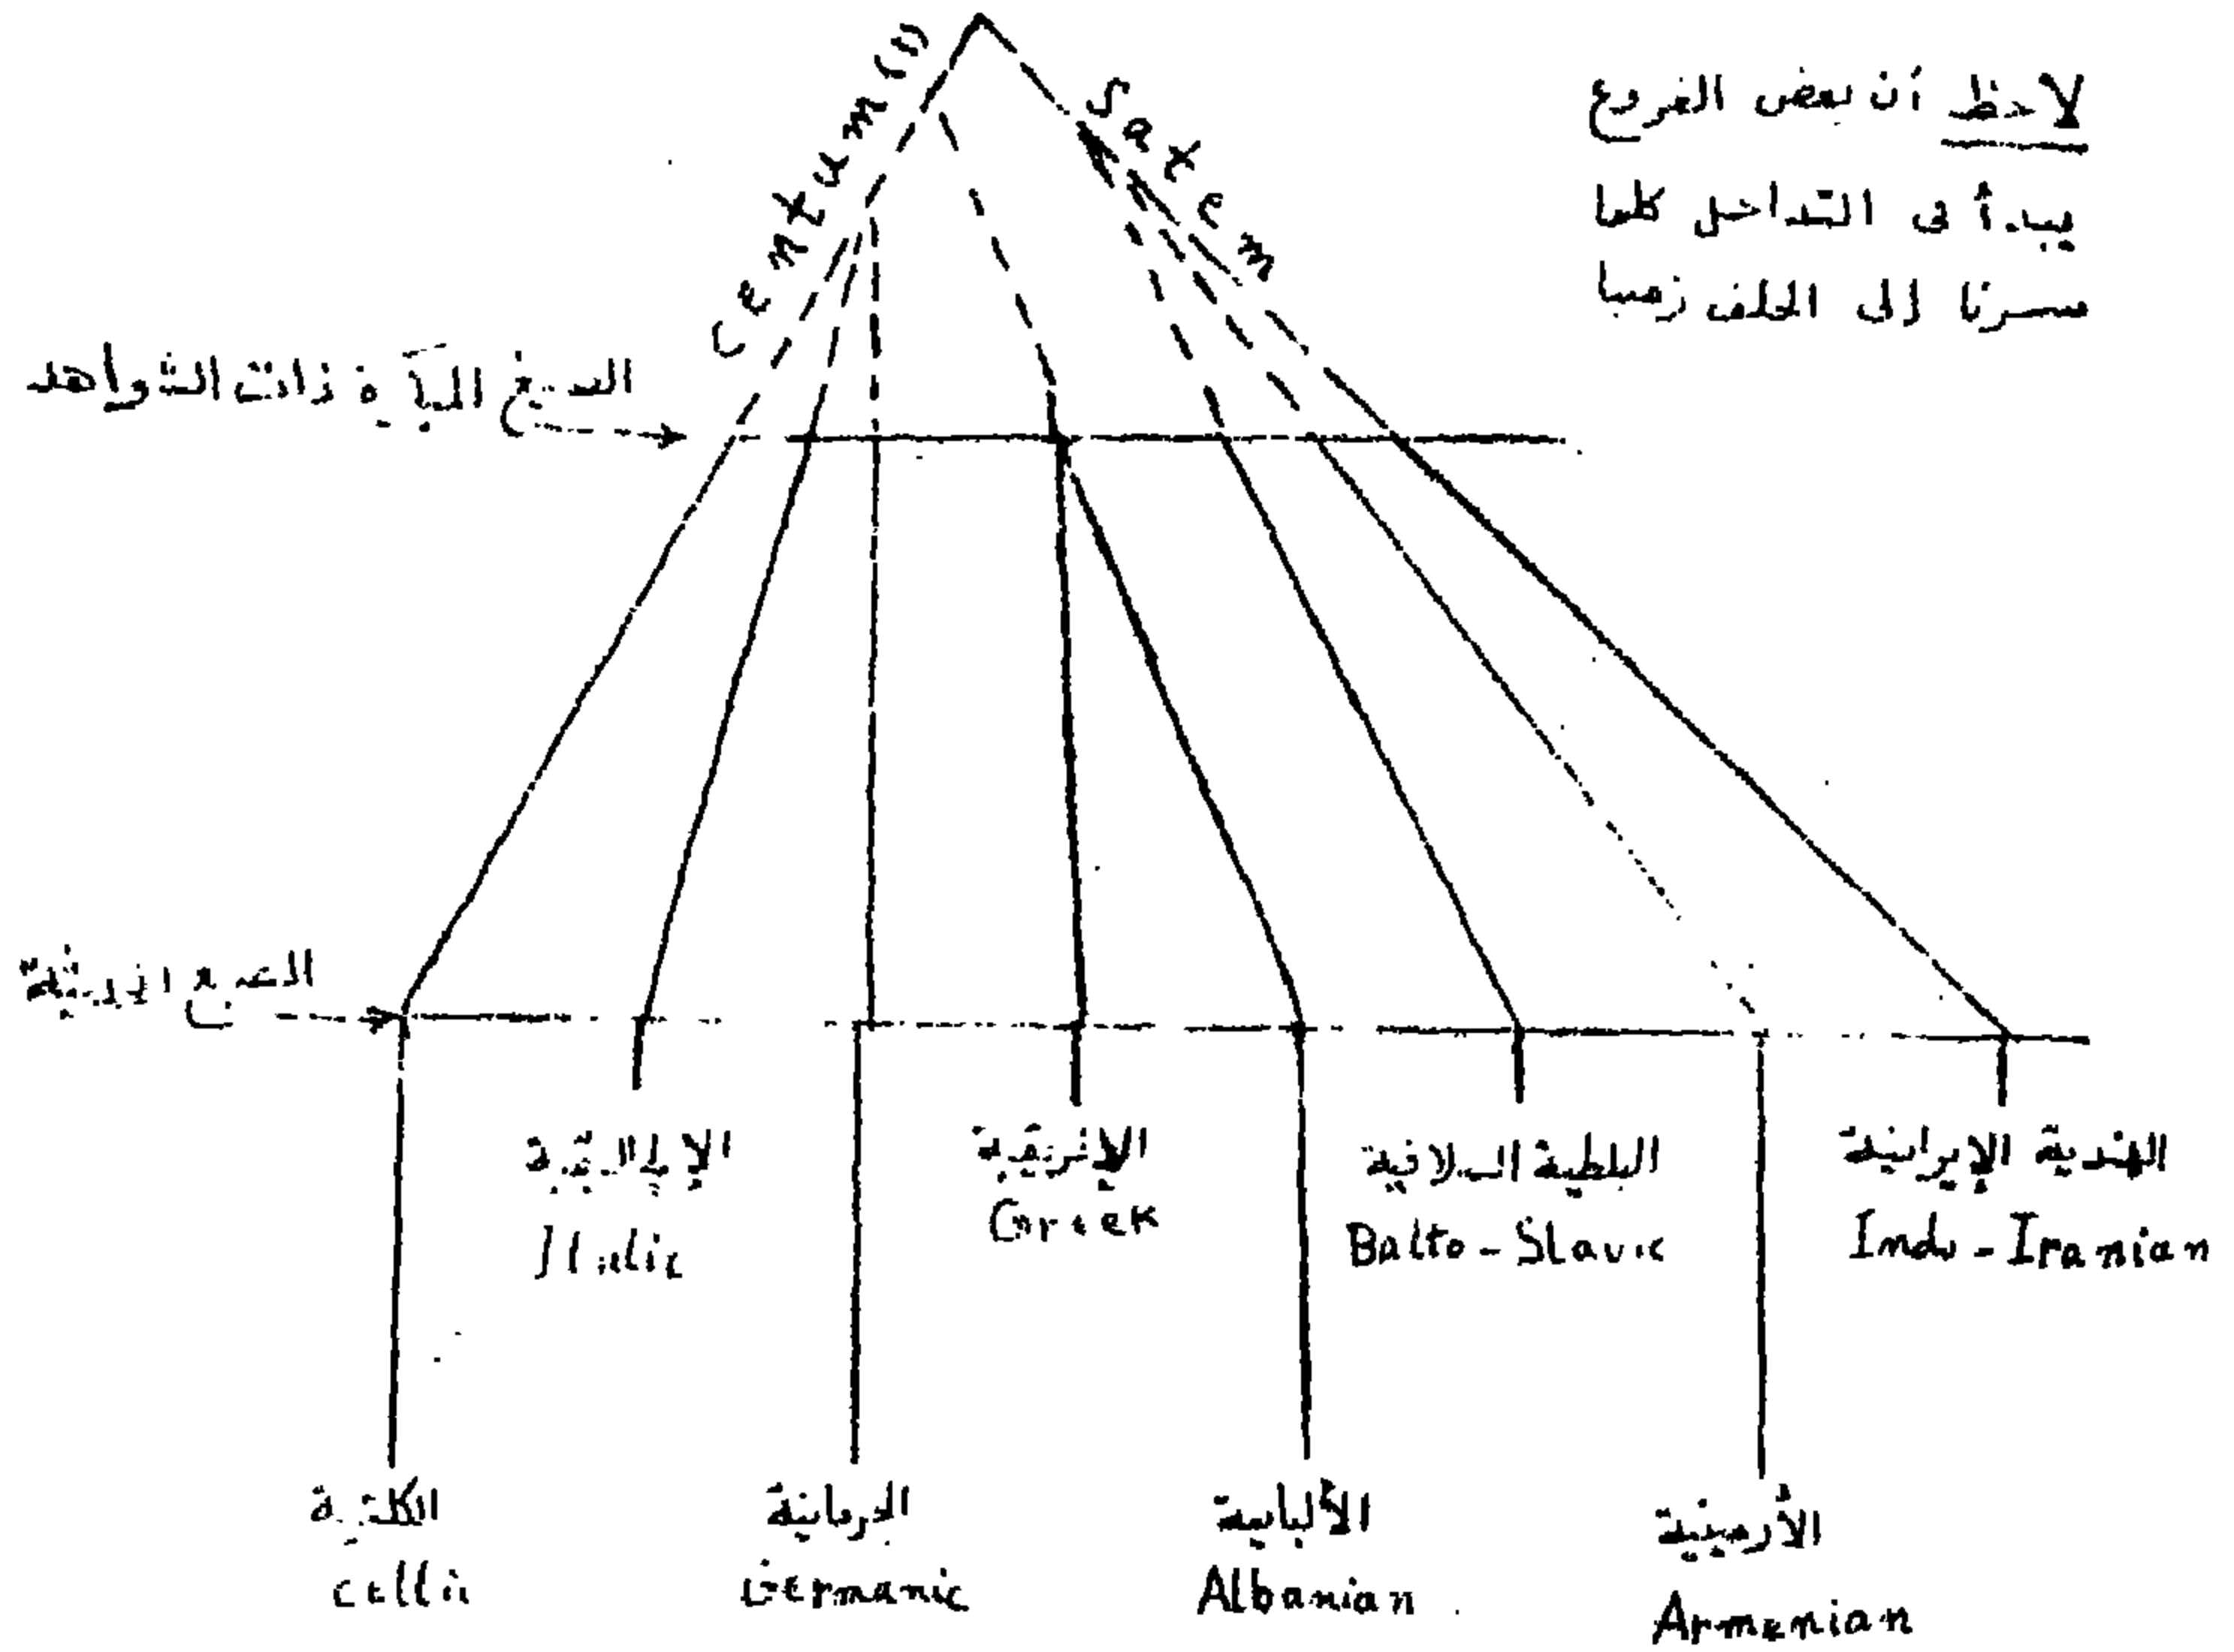 Centum(s)
Satem
لاحظ أن بعض الفروع
يبدأ فى التداخل كلما
سرنا إلى الخلف زمنيا
الصيغ المبكرة ذات الشواهد
الصيغ الحديثة
الإيطالية
Italic
الإغريقية
Greek
البلطية السلافية
Balto-Slavic
الهندية الإيرانية
Indo-Iranian
الكلتية
Celtic
الجرمانية
Germanic
الألبانية
Albanian
الأرمينية
Armenian